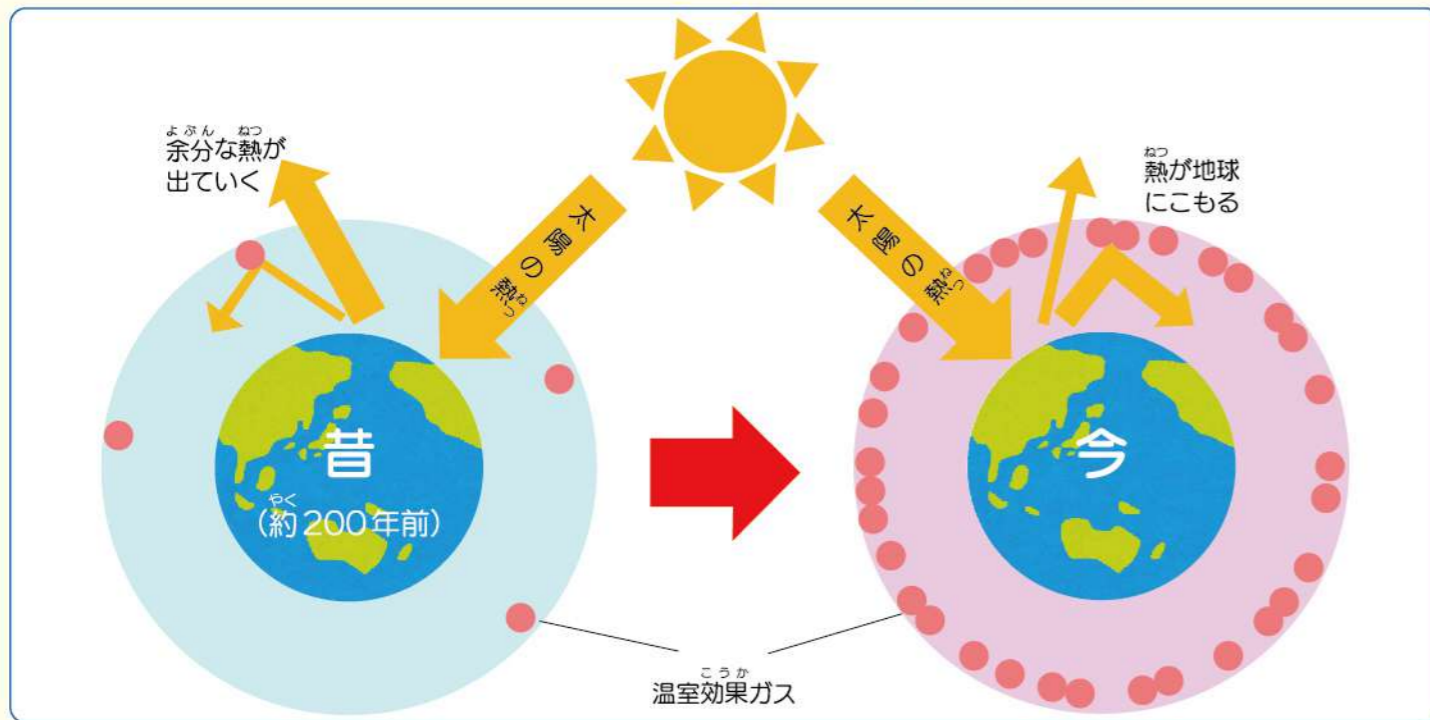 余分な熱が
出ていく
太陽の熱
太陽の熱
熱が地球
にこもる
昔
(約200年前)
今
温室効果ガス